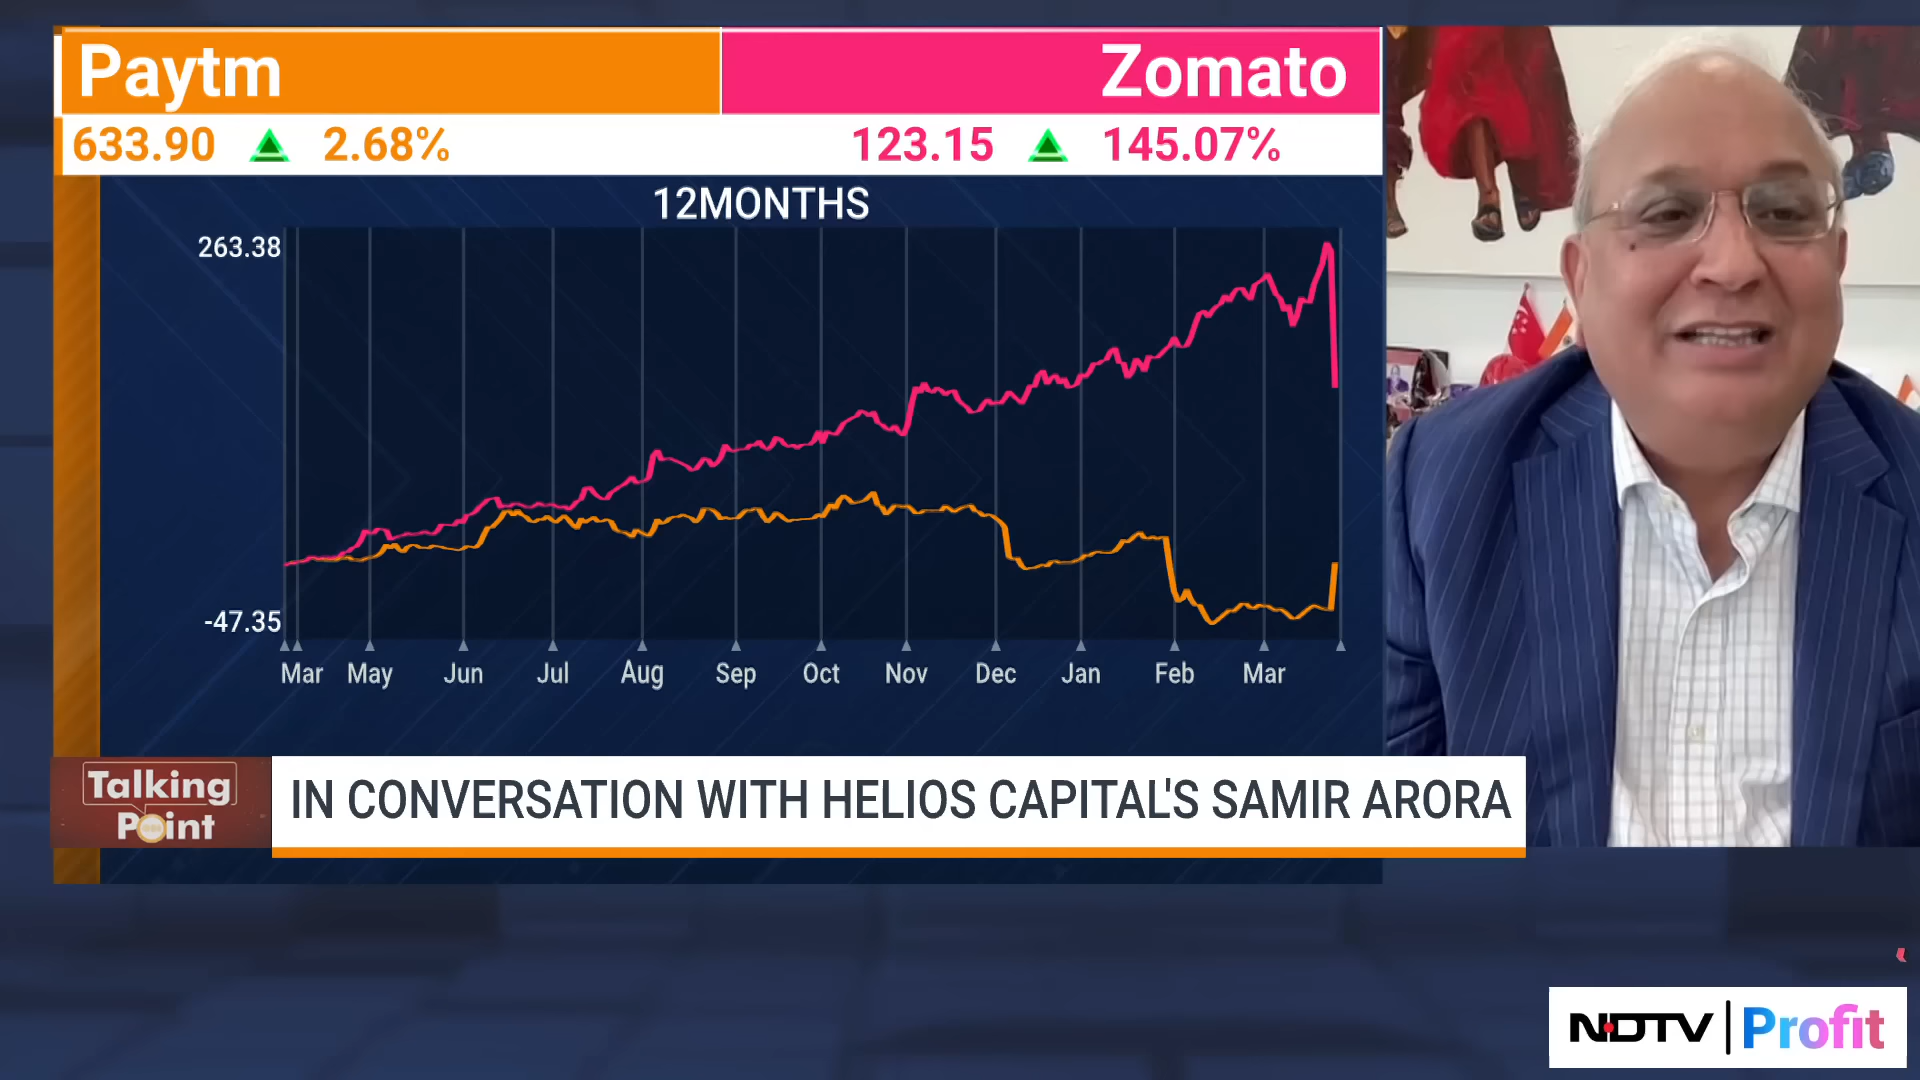 Paytm
Zomato
633.90 2.68%
123.15 145.07%
12MONTHS
263.38
-47.35
Mar May Jun Jul Aug Sep Oct Nov Dec Jan Feb Mar
Talking
Point
IN CONVERSATION WITH HELIOS CAPITAL'S SAMIR ARORA
NDTV Profit